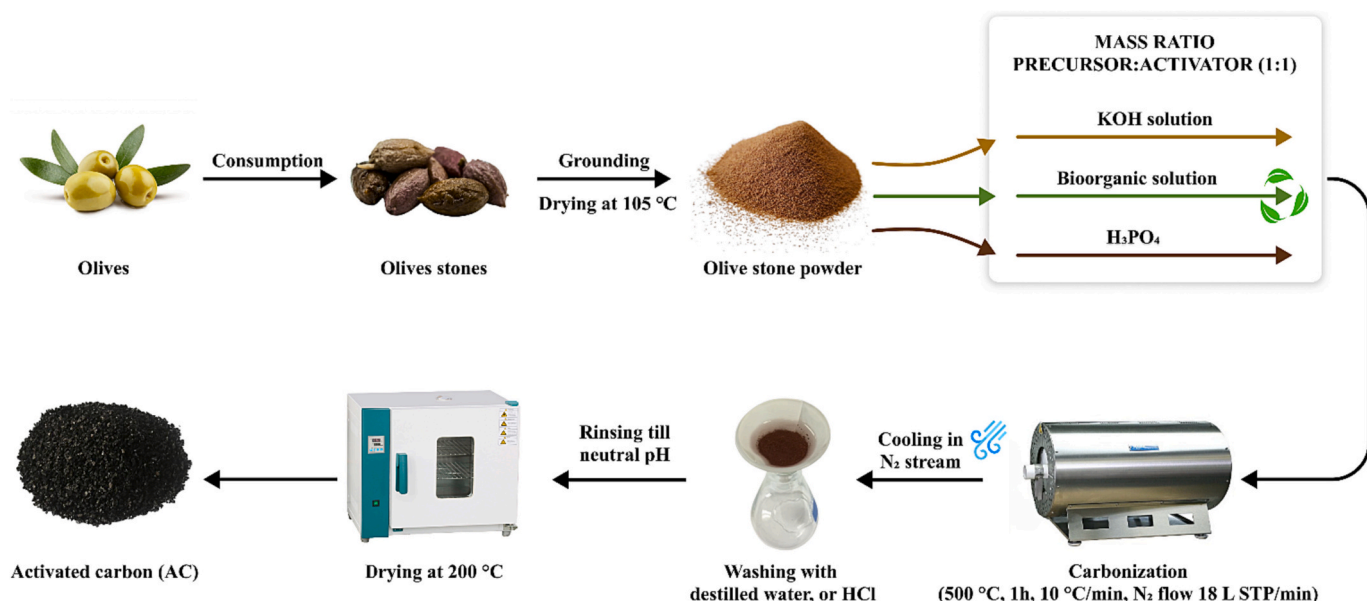 MASS RATIO
PRECURSOR:ACTIVATOR (1:1)
KOH solution
Bioorganic solution
H₃PO₄
Consumption
Grounding
Drying at 105 °C
Olives
Olives stones
Olive stone powder
Cooling in
N₂ stream
Rinsing till
neutral pH
Activated carbon (AC)
Drying at 200 °C
Washing with
destilled water, or HCl
Carbonization
(500 °C, 1h, 10 °C/min, N₂ flow 18 L STP/min)